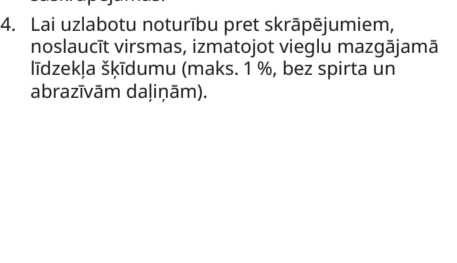 4. Lai uzlabotu noturību pret skrāpējumiem,
noslaucīt virsmas, izmatojot vieglu mazgājamā
līdzekļa šķīdumu (maks. 1 %, bez spirta un
abrazīvām daļiņām).